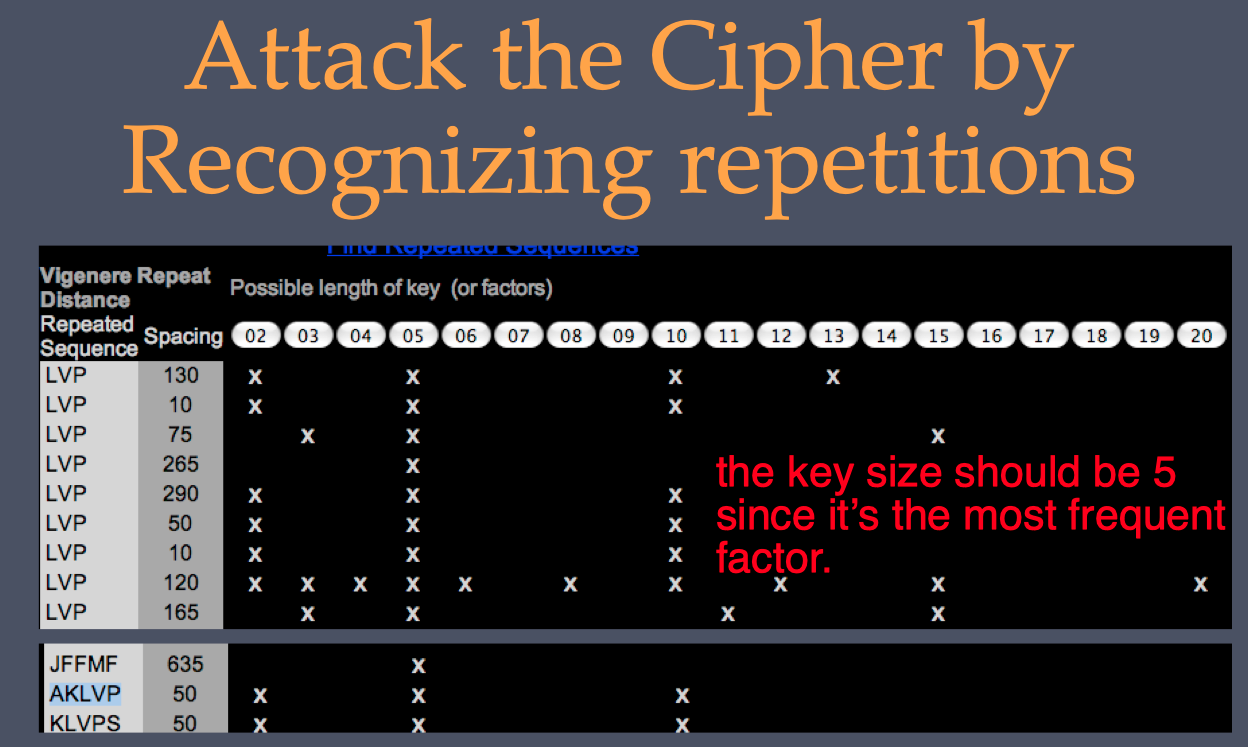 Attack the Cipher by
Recognizing repetitions
Find Repeated Sequences
Vigenere Repeat
Distance
Possible length of key (or factors)
Repeated
Sequence Spacing 02 03 04 05 06 07 08 09 10 11 12 13 14 15 16 17 18 19 20
LVP 130 x x x x
LVP 10 x x x
LVP 75 x x x
LVP 265 x
LVP 290 x x x
LVP 50 x x x
LVP 10 x x x
LVP 120 x x x x x x x x x x
LVP 165 x x x x
the key size should be 5
since it’s the most frequent
factor.
JFFMF 635 x
AKLVP 50 x x x
KLVPS 50 x x x